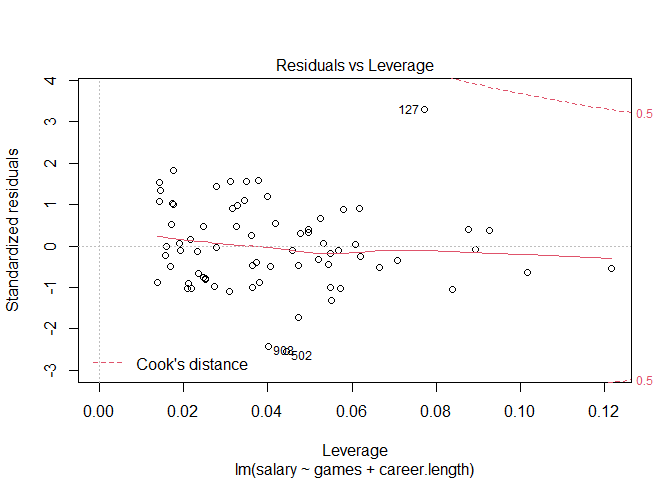 Residuals vs Leverage
Standardized residuals
4
3
2
1
0
-1
-2
-3
127
902
502
0.5
0.5
Cook's distance
0.00 0.02 0.04 0.06 0.08 0.10 0.12
Leverage
lm(salary ~ games + career.length)